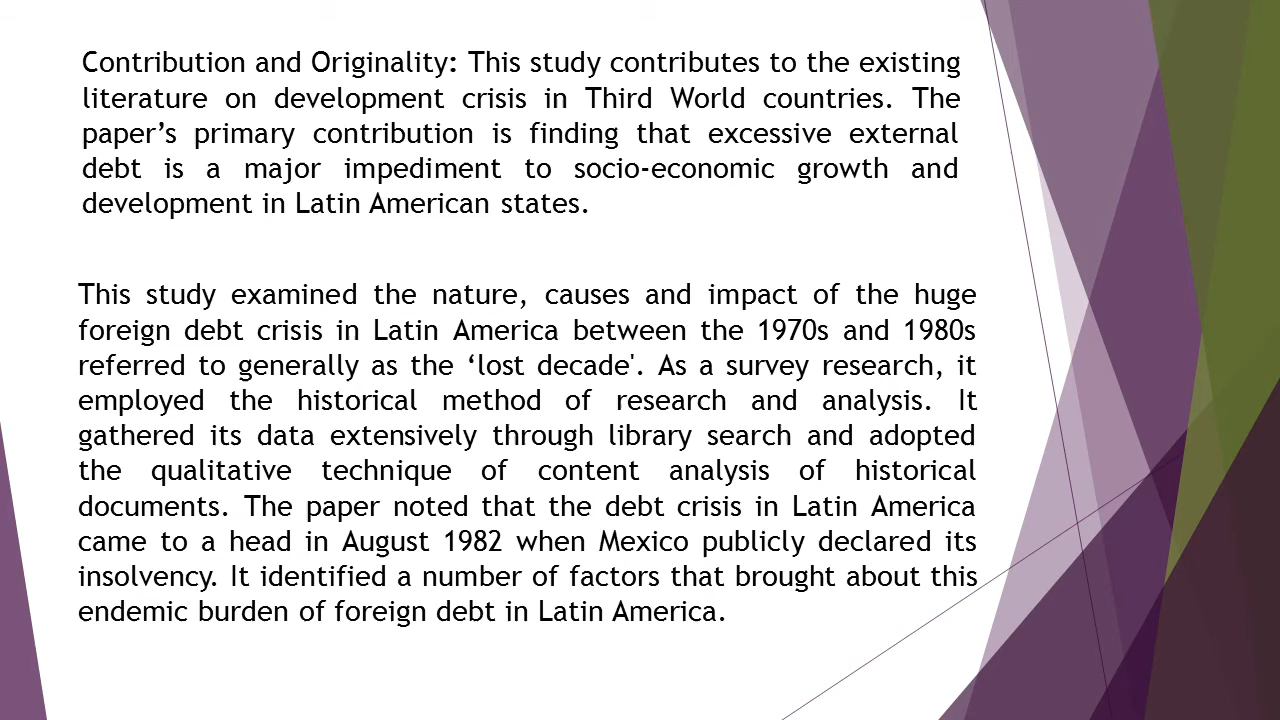 Contribution and Originality: This study contributes to the existing
literature on development crisis in Third World countries. The
paper’s primary contribution is finding that excessive external
debt is a major impediment to socio-economic growth and
development in Latin American states.
This study examined the nature, causes and impact of the huge
foreign debt crisis in Latin America between the 1970s and 1980s
referred to generally as the ‘lost decade'. As a survey research, it
employed the historical method of research and analysis. It
gathered its data extensively through library search and adopted
the qualitative technique of content analysis of historical
documents. The paper noted that the debt crisis in Latin America
came to a head in August 1982 when Mexico publicly declared its
insolvency. It identified a number of factors that brought about this
endemic burden of foreign debt in Latin America.